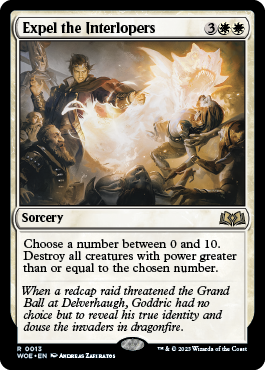 Expel the Interlopers
3
Sorcery
Choose a number between 0 and 10.
Destroy all creatures with power greater
than or equal to the chosen number.
When a redcap raid threatened the Grand
Ball at Delverhaugh, Goddric had no
choice but to reveal his true identity and
douse the invaders in dragonfire.
R 0013
WOE • EN Andreas Zafiratos
™ & © 2023 Wizards of the Coast